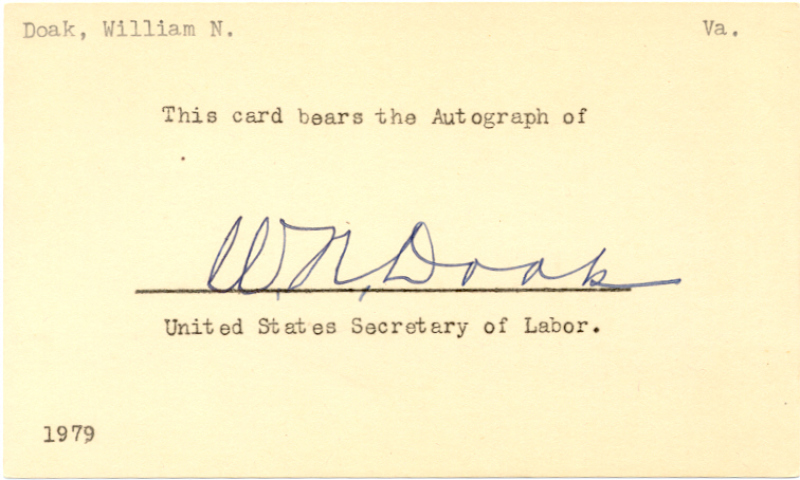 Doak, William N. Va.
This card bears the Autograph of
W. N. Doak
United States Secretary of Labor.
1979